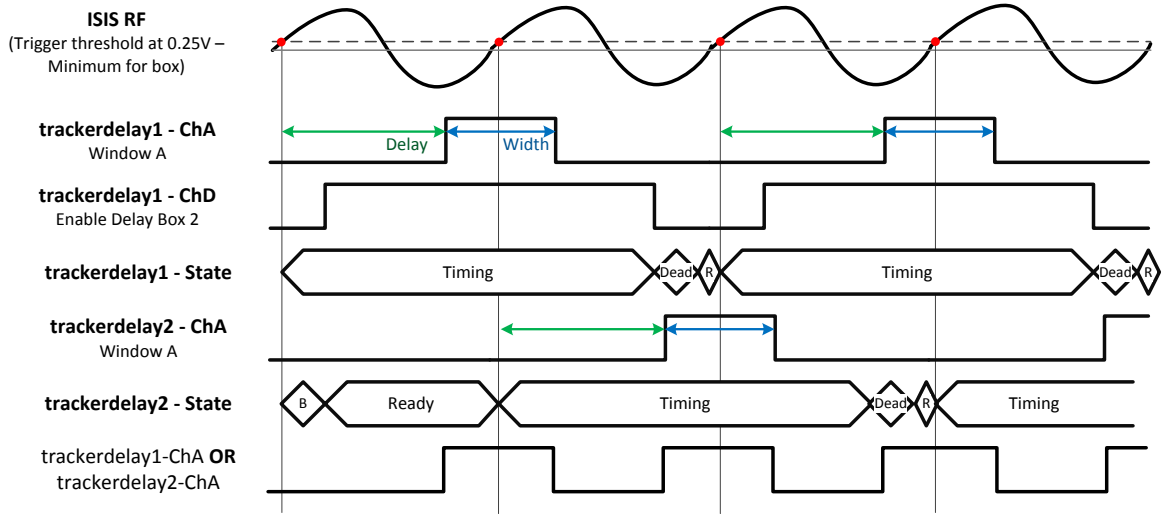 ISIS RF
(Trigger threshold at 0.25V –
Minimum for box)
trackerdelay1 - ChA
Window A
Delay
Width
trackerdelay1 - ChD
Enable Delay Box 2
trackerdelay1 - State
Timing
Dead
R
Timing
Dead
R
trackerdelay2 - ChA
Window A
trackerdelay2 - State
B
Ready
Timing
Dead
R
Timing
trackerdelay1-ChA OR
trackerdelay2-ChA